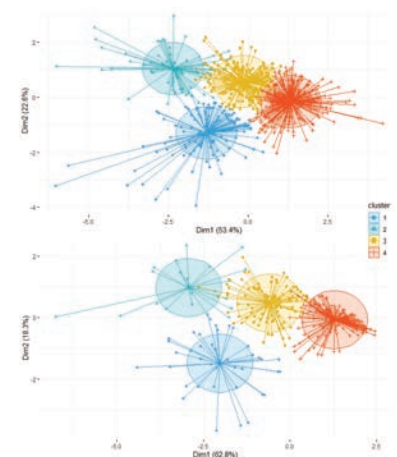 Dim2 (22.6%)
2
0
-2
-4
-5.0 -2.5 0.0 2.5
Dim1 (53.4%)
cluster
1
2
3
4
Dim2 (18.3%)
2
0
-2
-5.0 -2.5 0.0 2.5
Dim1 (62.8%)